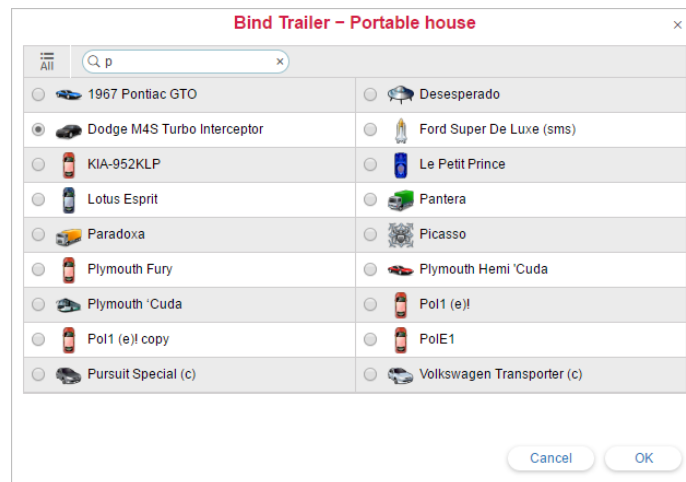 Bind Trailer – Portable house
×
All
p ×
1967 Pontiac GTO
Desesperado
Dodge M4S Turbo Interceptor
Ford Super De Luxe (sms)
KIA-952KLP
Le Petit Prince
Lotus Esprit
Pantera
Paradoxa
Picasso
Plymouth Fury
Plymouth Hemi 'Cuda
Plymouth ‘Cuda
Pol1 (e)!
Pol1 (e)! copy
PolE1
Pursuit Special (c)
Volkswagen Transporter (c)
Cancel
OK